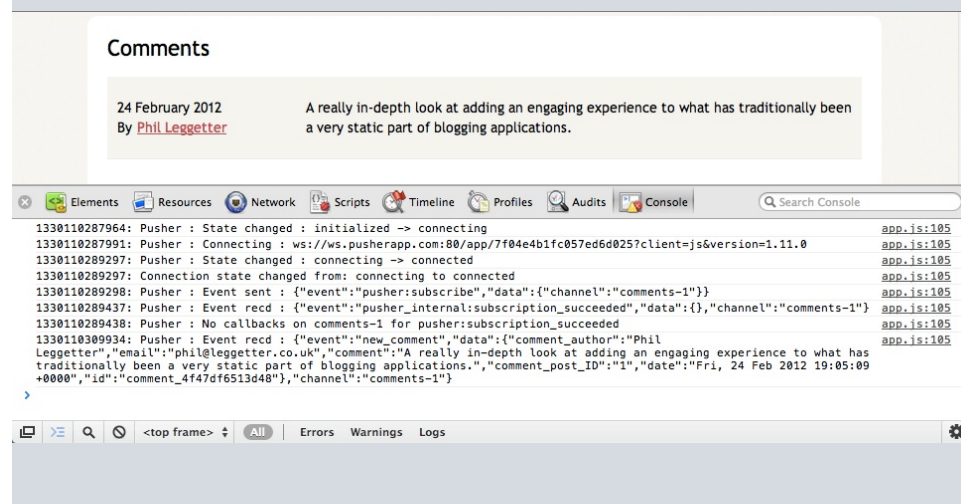 Comments
24 February 2012
By Phil Leggetter
A really in-depth look at adding an engaging experience to what has traditionally been
a very static part of blogging applications.
Elements Resources Network Scripts Timeline Profiles Audits Console Search Console
1330110287964: Pusher : State changed : initialized -> connecting app.js:105
1330110287991: Pusher : Connecting : ws://ws.pusherapp.com:80/app/7f04e4b1fc057ed6d025?client=js&version=1.11.0 app.js:105
1330110289297: Pusher : State changed : connecting -> connected app.js:105
1330110289297: Connection state changed from: connecting to connected app.js:105
1330110289298: Pusher : Event sent : {"event":"pusher:subscribe","data":{"channel":"comments-1"}} app.js:105
1330110289437: Pusher : Event recd : {"event":"pusher_internal:subscription_succeeded","data":{},"channel":"comments-1"} app.js:105
1330110289438: Pusher : No callbacks on comments-1 for pusher:subscription_succeeded app.js:105
1330110309934: Pusher : Event recd : {"event":"new_comment","data":{"comment_author":"Phil app.js:105
Leggetter","email":"phil@leggetter.co.uk","comment":"A really in-depth look at adding an engaging experience to what has
traditionally been a very static part of blogging applications.","comment_post_ID":"1","date":"Fri, 24 Feb 2012 19:05:09
+0000","id":"comment_4f47df6513d48"},"channel":"comments-1"}
>
<top frame> All Errors Warnings Logs